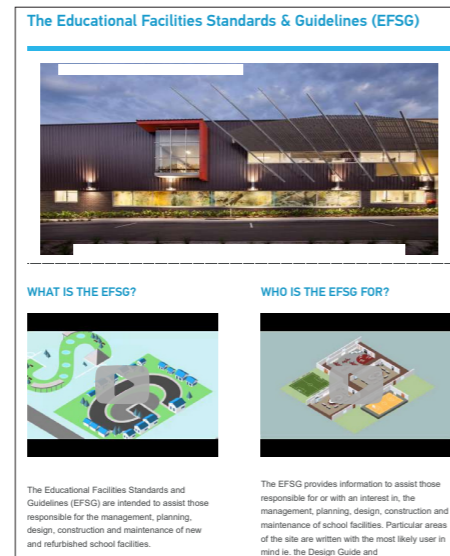 The Educational Facilities Standards & Guidelines (EFSG)
WHAT IS THE EFSG?
The Educational Facilities Standards and
Guidelines (EFSG) are intended to assist those
responsible for the management, planning,
design, construction and maintenance of new
and refurbished school facilities.
WHO IS THE EFSG FOR?
The EFSG provides information to assist those
responsible for or with an interest in, the
management, planning, design, construction and
maintenance of school facilities. Particular areas
of the site are written with the most likely user in
mind ie. the Design Guide and